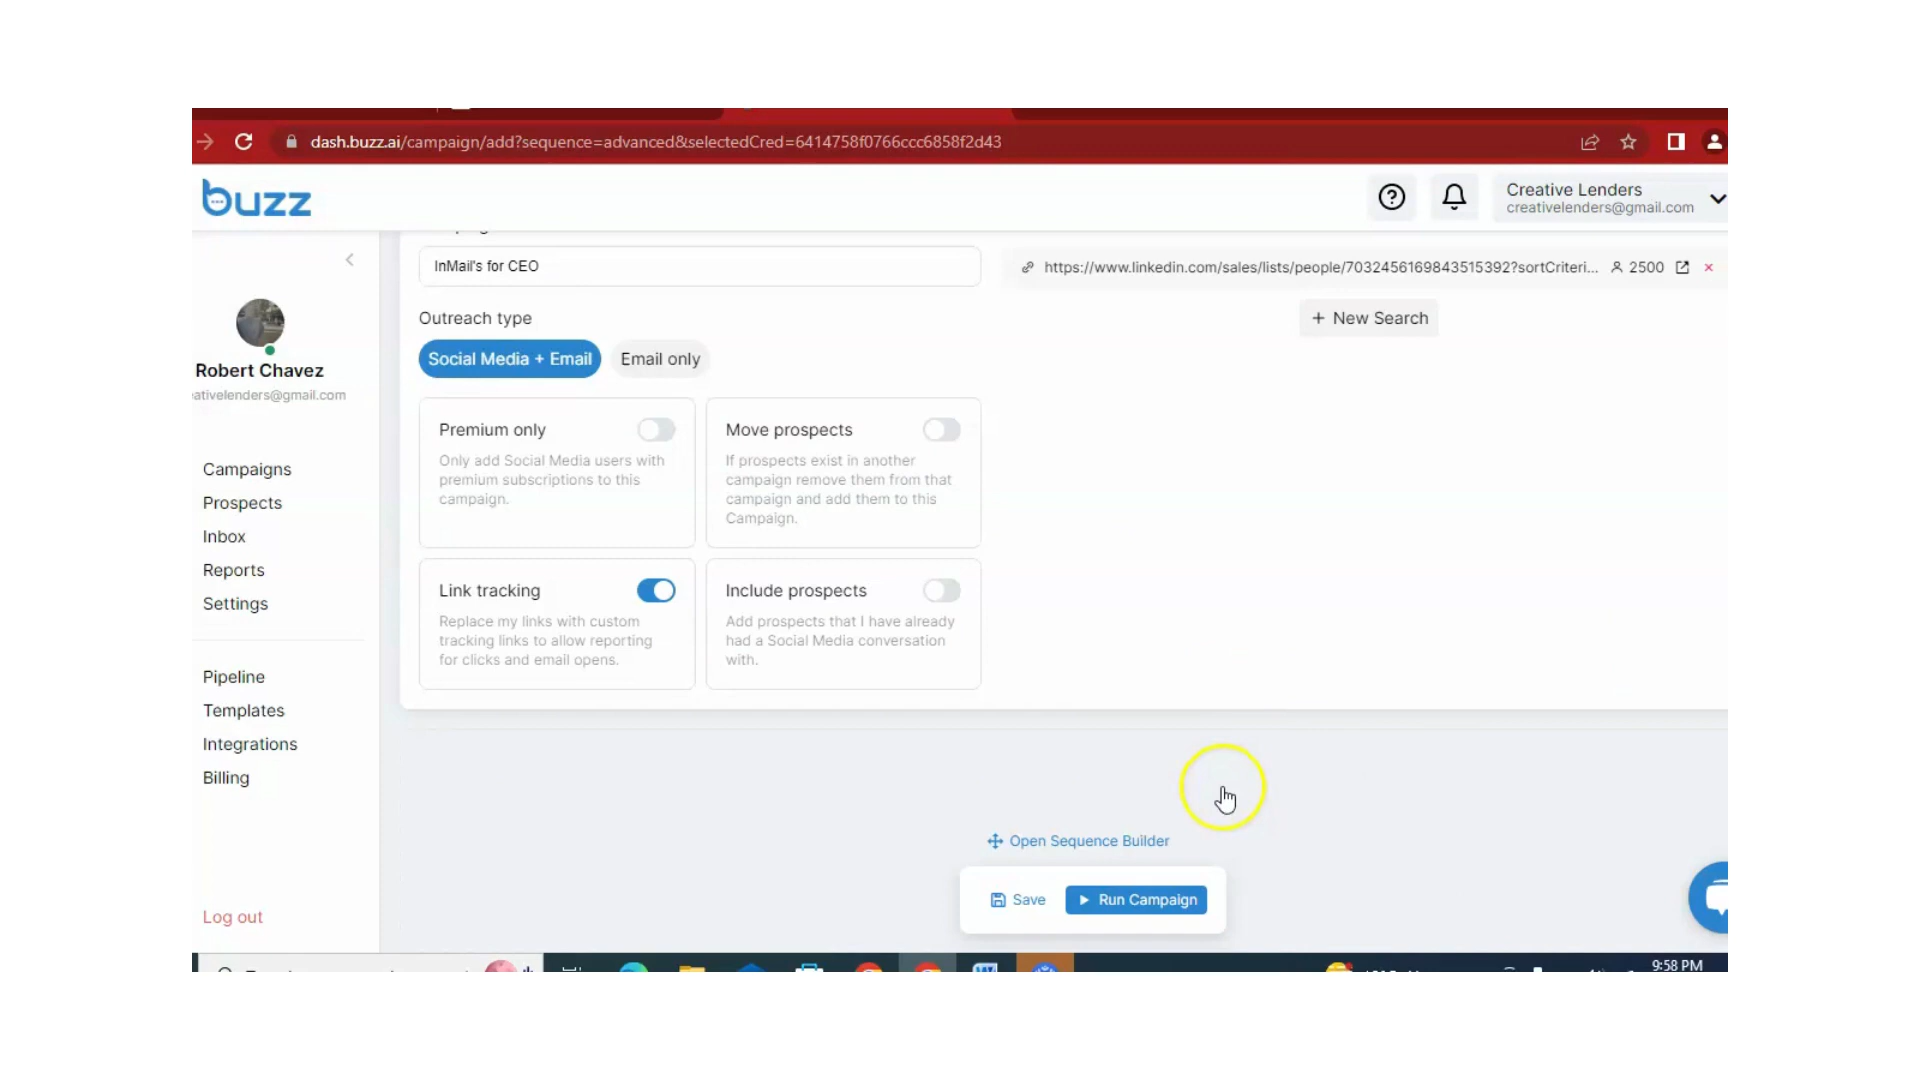 dash.buzz.ai/campaign/add?sequence=advanced&selectedCred=6414758f0766ccc6858f2d43
buzz
Creative Lenders
creativelenders@gmail.com
InMail's for CEO
https://www.linkedin.com/sales/lists/people/7032456169843515392?sortCriteri...
2500
Outreach type
+ New Search
Social Media + Email
Email only
Robert Chavez
ativelenders@gmail.com
Premium only
Only add Social Media users with
premium subscriptions to this
campaign.
Move prospects
If prospects exist in another
campaign remove them from that
campaign and add them to this
Campaign.
Campaigns
Prospects
Inbox
Reports
Settings
Link tracking
Replace my links with custom
tracking links to allow reporting
for clicks and email opens.
Include prospects
Add prospects that I have already
had a Social Media conversation
with.
Pipeline
Templates
Integrations
Billing
Open Sequence Builder
Save
Run Campaign
Log out
9:58 PM